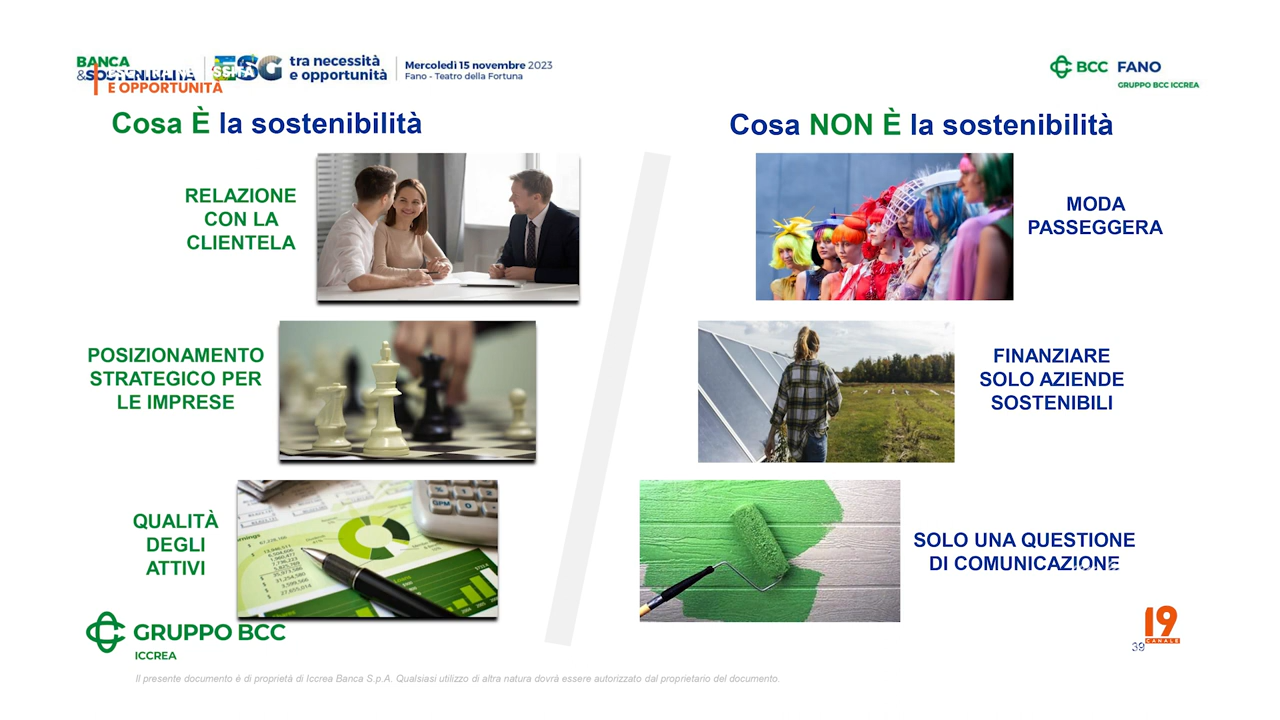 BANCA
&SOSTENIBILITÀ
E OPPORTUNITÀ
ESG
tra necessità
e opportunità
Mercoledì 15 novembre 2023
Fano - Teatro della Fortuna
BCC FANO
GRUPPO BCC ICCREA
Cosa È la sostenibilità
Cosa NON È la sostenibilità
RELAZIONE
CON LA
CLIENTELA
MODA
PASSEGGERA
POSIZIONAMENTO
STRATEGICO PER
LE IMPRESE
FINANZIARE
SOLO AZIENDE
SOSTENIBILI
QUALITÀ
DEGLI
ATTIVI
SOLO UNA QUESTIONE
DI COMUNICAZIONE
GRUPPO BCC
ICCREA
19
CANALE
39
Il presente documento è di proprietà di Iccrea Banca S.p.A. Qualsiasi utilizzo di altra natura dovrà essere autorizzato dal proprietario del documento.